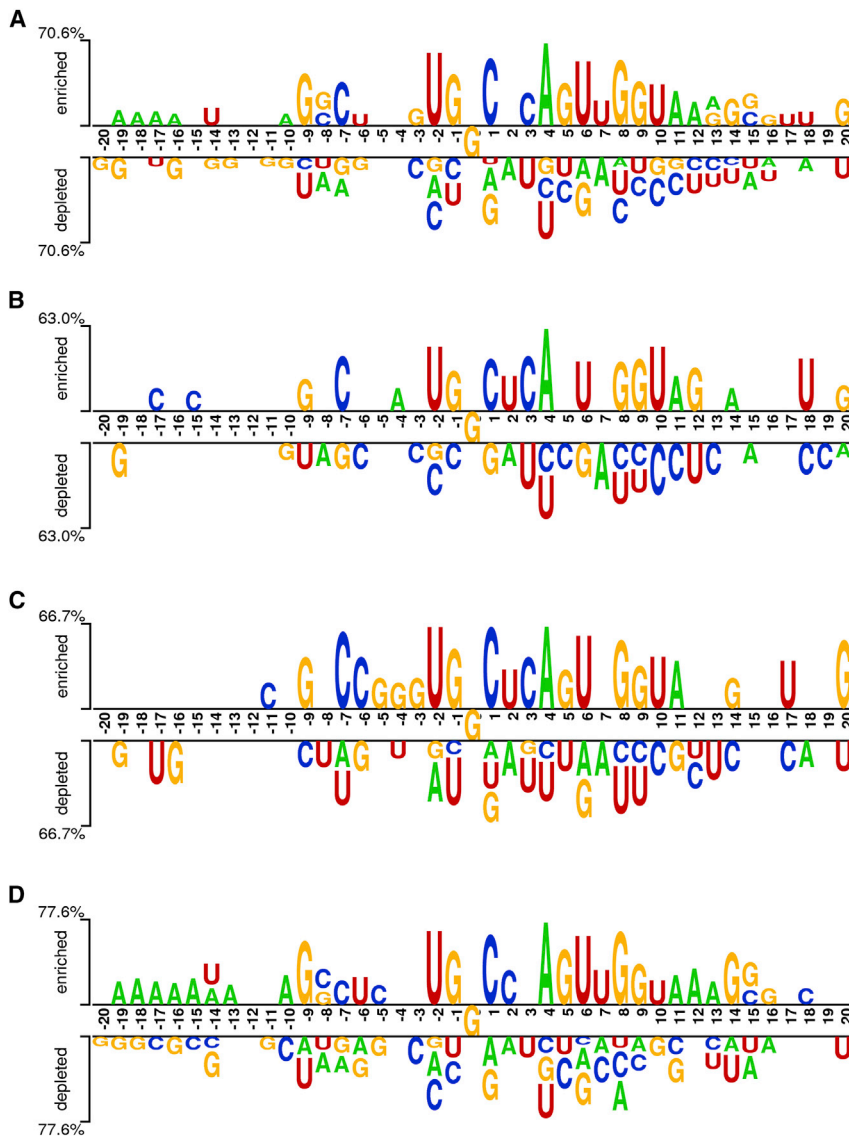 A
70.6%
enriched
A A A A U A G G C U G U G C C A G U U G G U A A A G G G U U G
C G C
-20 -19 -18 -17 -16 -15 -14 -13 -12 -11 -10 -9 -8 -7 -6 -5 -4 -3 -2 -1 1 2 3 4 5 6 7 8 9 10 11 12 13 14 15 16 17 18 19 20
G
depleted
G G U G G G G G C U G G C G C U A U G U A A A U G G C C C U A A U
U A A A U A C C G U C C C U U U A U
C G U C
70.6%
B
63.0%
enriched
C C G C A U G C U C A U G G U A G A U G
-20 -19 -18 -17 -16 -15 -14 -13 -12 -11 -10 -9 -8 -7 -6 -5 -4 -3 -2 -1 1 2 3 4 5 6 7 8 9 10 11 12 13 14 15 16 17 18 19 20
G
depleted
G G U A G C C G C G A U C C G A C C C C U C A C C A
C U U U
63.0%
C
66.7%
enriched
C G C C G G G U G C U C A G U G G U A G U G
-20 -19 -18 -17 -16 -15 -14 -13 -12 -11 -10 -9 -8 -7 -6 -5 -4 -3 -2 -1 1 2 3 4 5 6 7 8 9 10 11 12 13 14 15 16 17 18 19 20
G
depleted
G U G C U A G U G C A A G C U A A C C C G U U C C A U
U A U U U U G U U C
G
66.7%
D
77.6%
enriched
A A A A A U A A G C C U C U G C C A G U U G G U A A A G G G C
A G C
-20 -19 -18 -17 -16 -15 -14 -13 -12 -11 -10 -9 -8 -7 -6 -5 -4 -3 -2 -1 1 2 3 4 5 6 7 8 9 10 11 12 13 14 15 16 17 18 19 20
G
depleted
G G G C G C C G C A U G A G C G U A A U C U C A U A G C C A U A U
G U A A G A C G G C A C C C G U U A
C U G A
77.6%